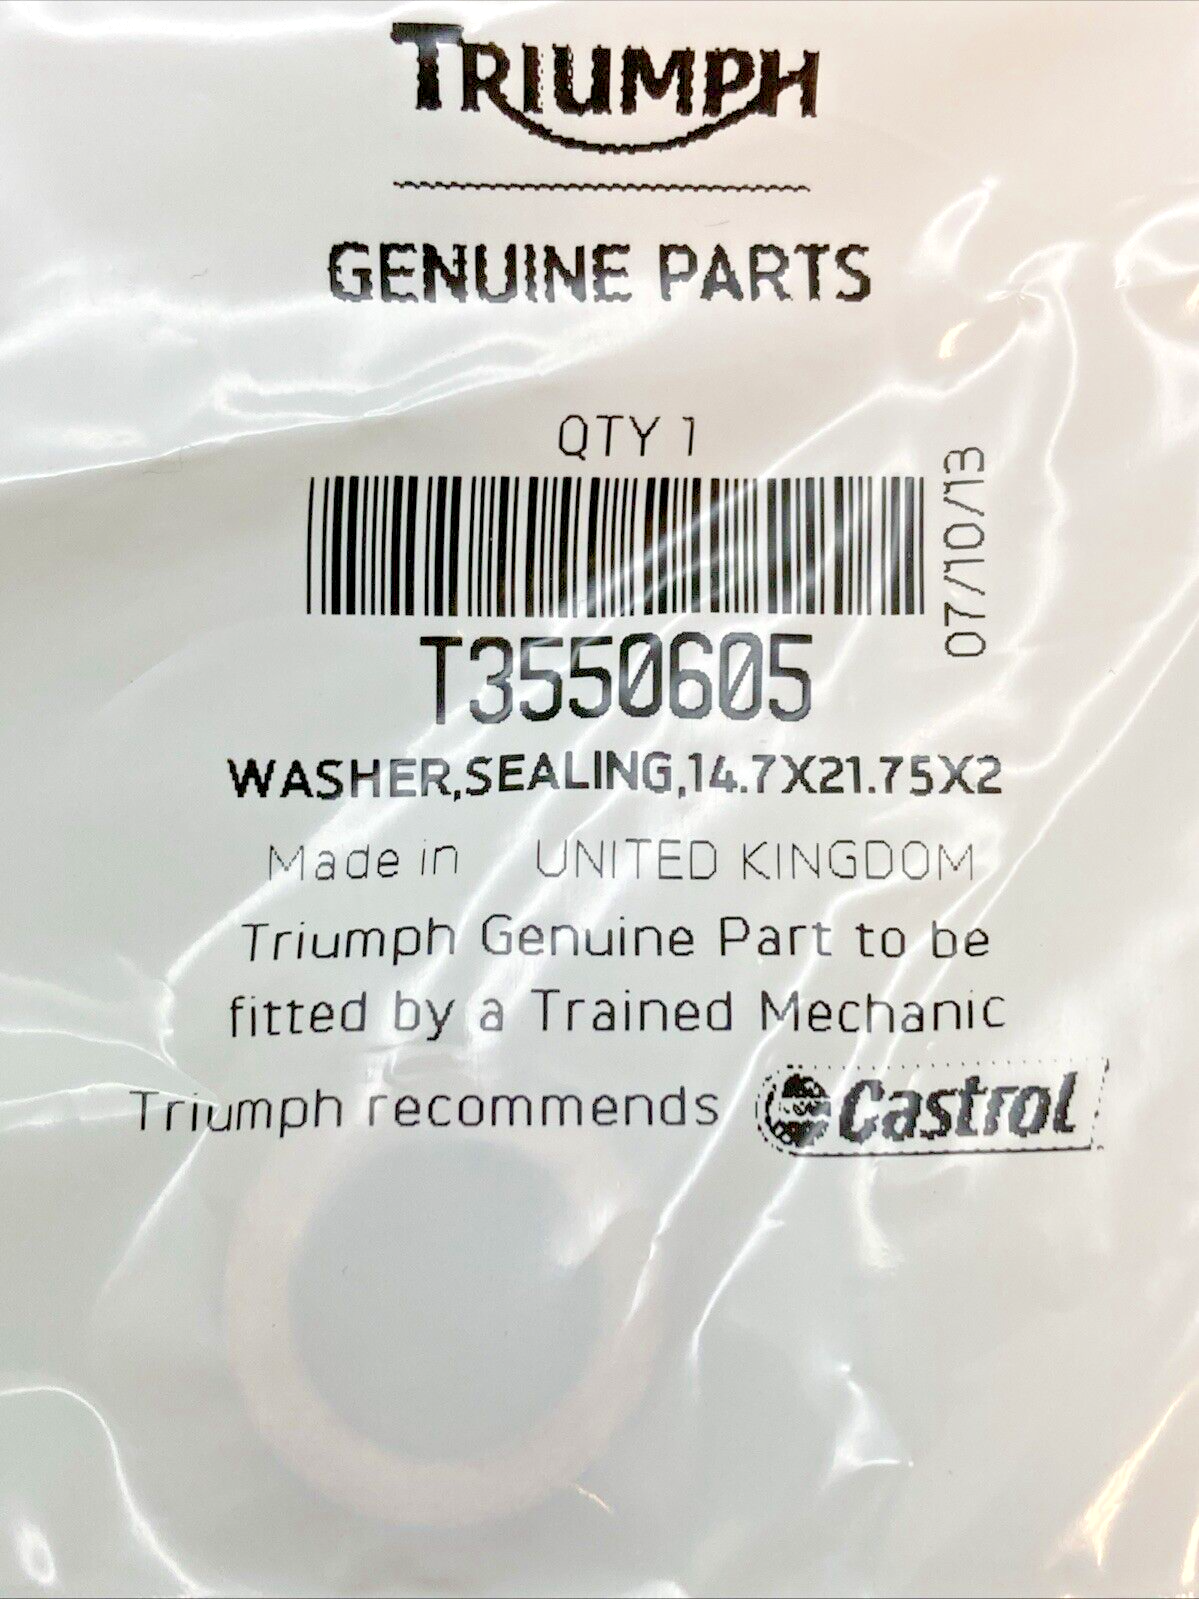 TRIUMPH
GENUINE PARTS
QTY 1
07/10/13
T3550605
WASHER,SEALING,14.7X21.75X2
Made in UNITED KINGDOM
Triumph Genuine Part to be
fitted by a Trained Mechanic
Triumph recommends Castrol